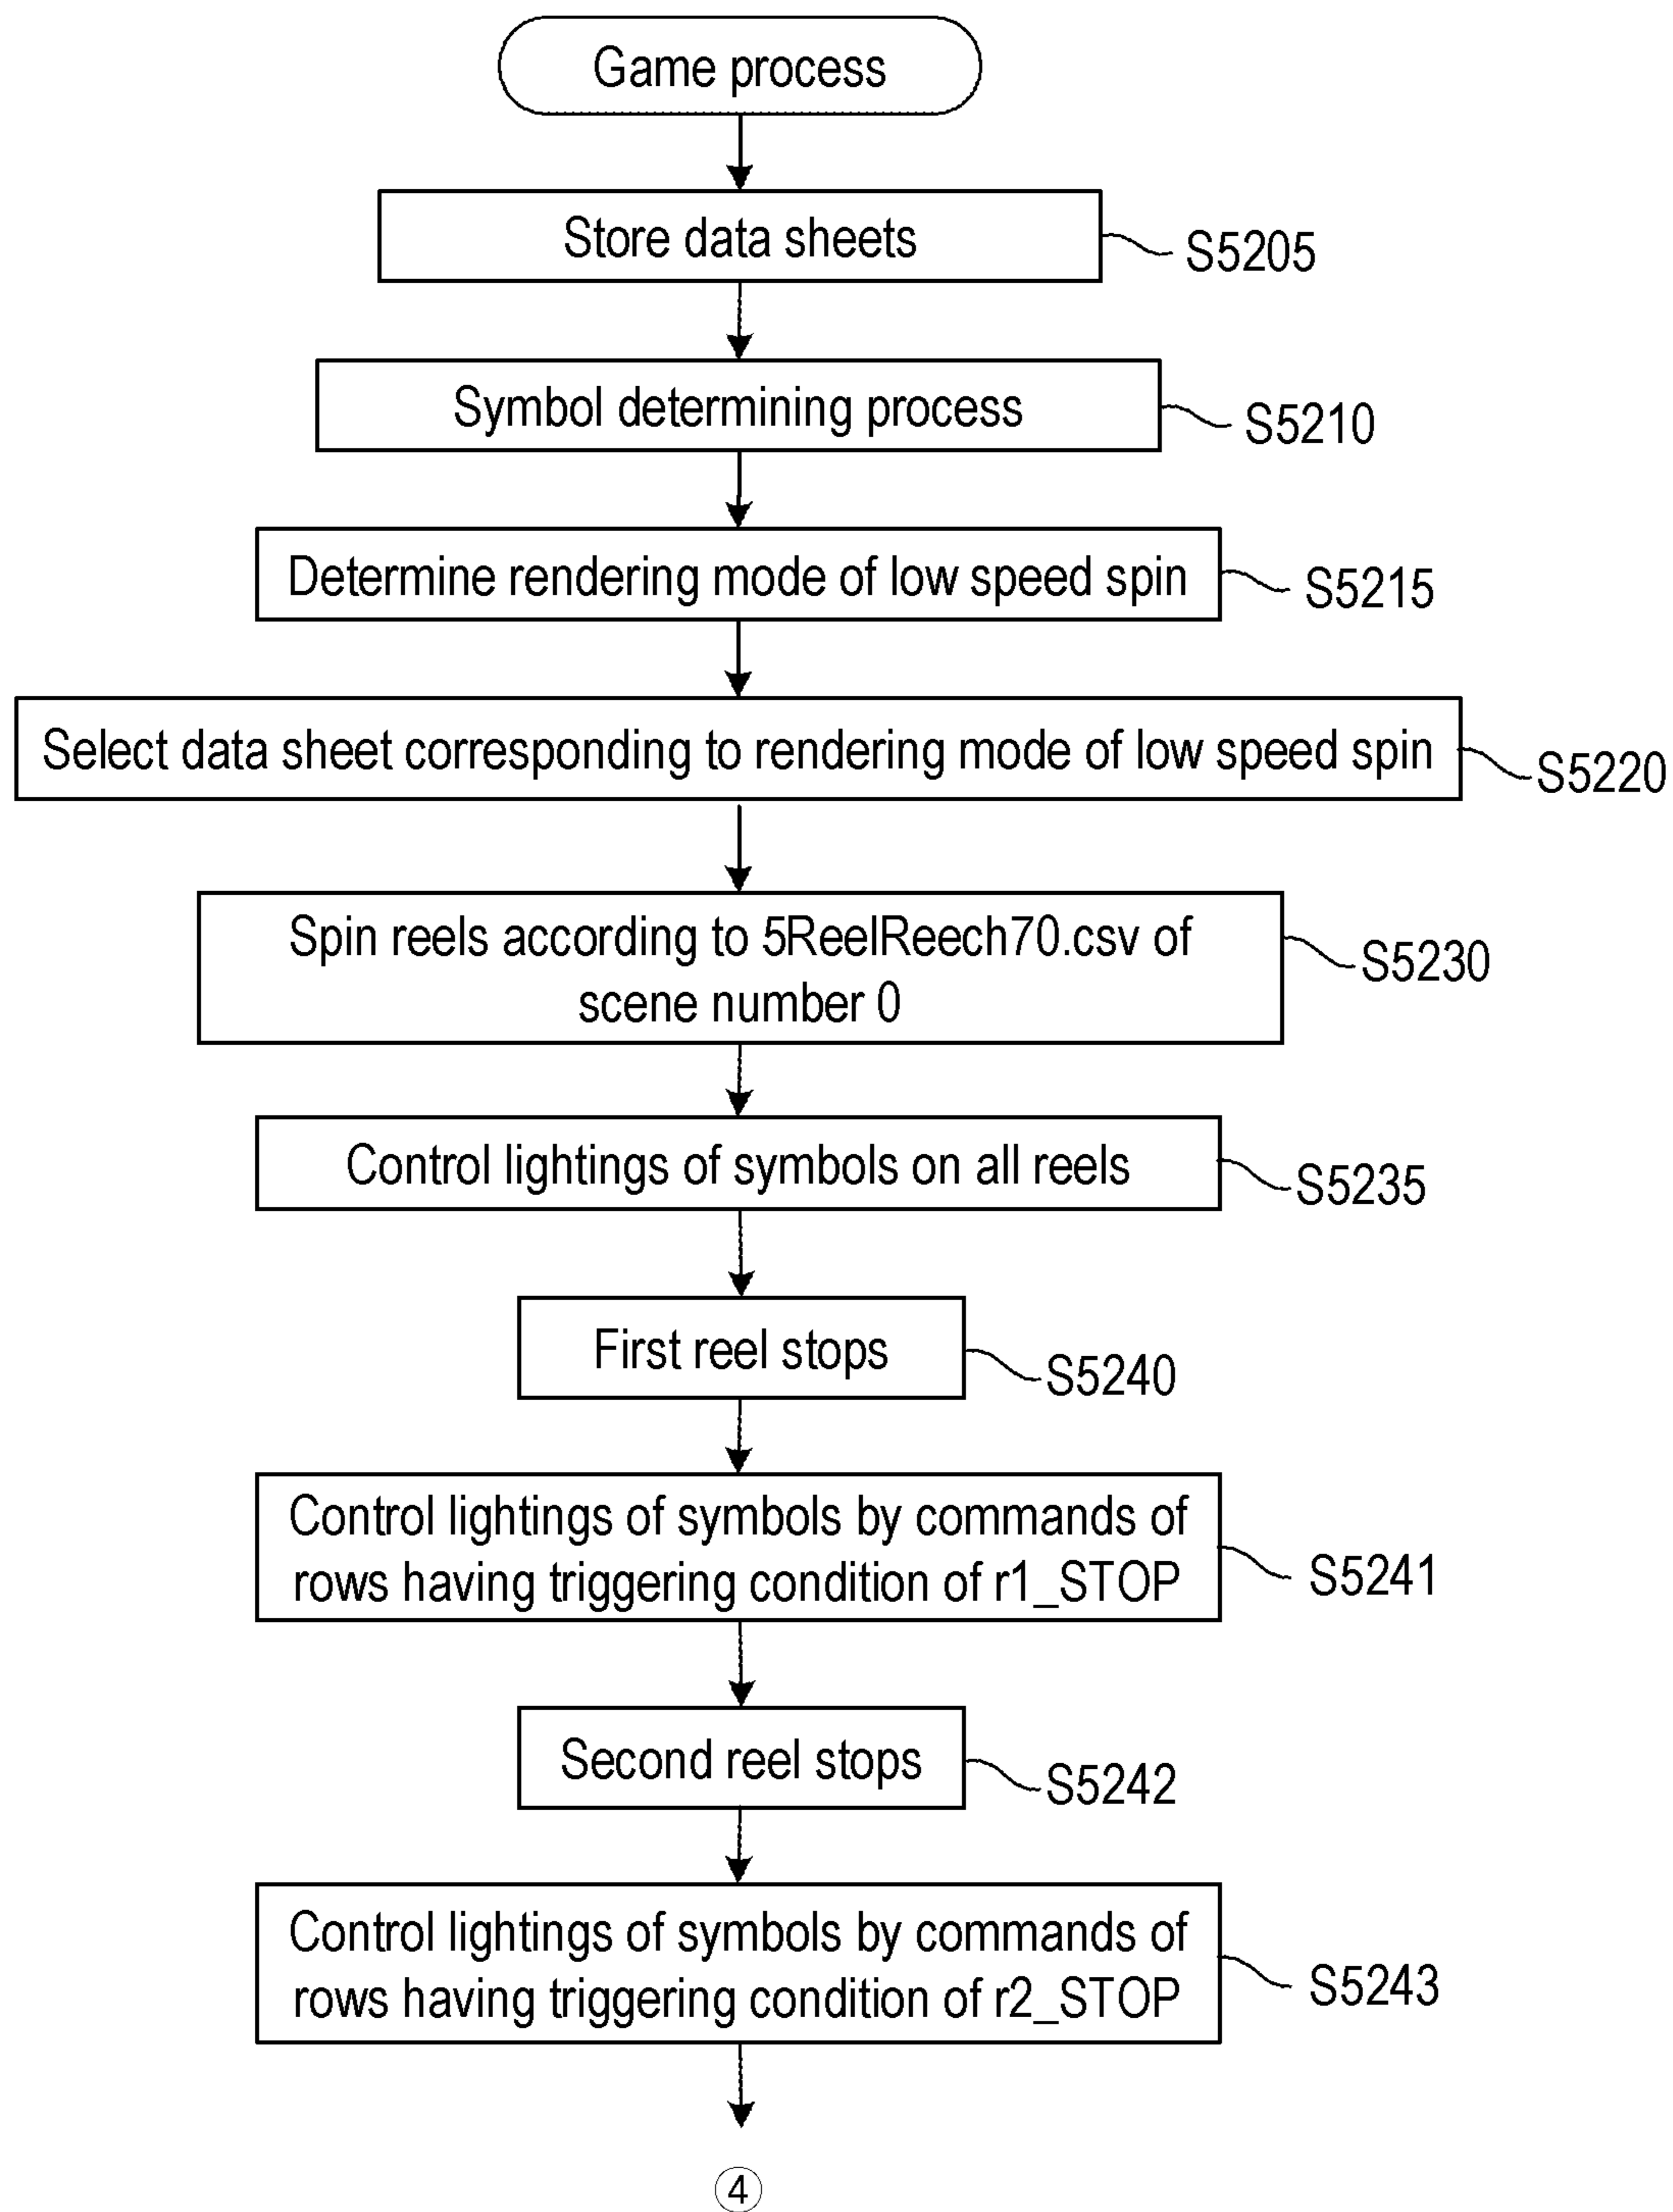 Game process
Store data sheets
S5205
Symbol determining process
S5210
Determine rendering mode of low speed spin
S5215
Select data sheet corresponding to rendering mode of low speed spin
S5220
Spin reels according to 5ReelReech70.csv of
scene number 0
S5230
Control lightings of symbols on all reels
S5235
First reel stops
S5240
Control lightings of symbols by commands of
rows having triggering condition of r1_STOP
S5241
Second reel stops
S5242
Control lightings of symbols by commands of
rows having triggering condition of r2_STOP
S5243
④